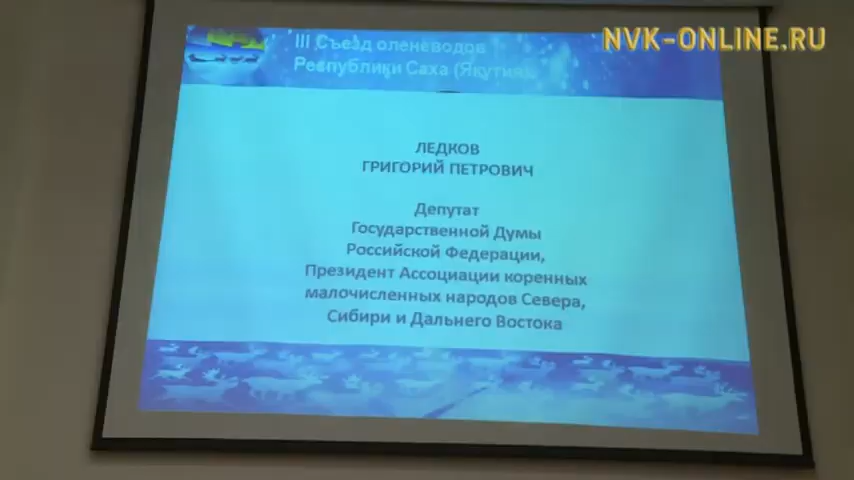 NVK-ONLINE.RU
III Съезд оленеводов
Республики Саха (Якутия)
ЛЕДКОВ
ГРИГОРИЙ ПЕТРОВИЧ
Депутат
Государственной Думы
Российской Федерации,
Президент Ассоциации коренных
малочисленных народов Севера,
Сибири и Дальнего Востока